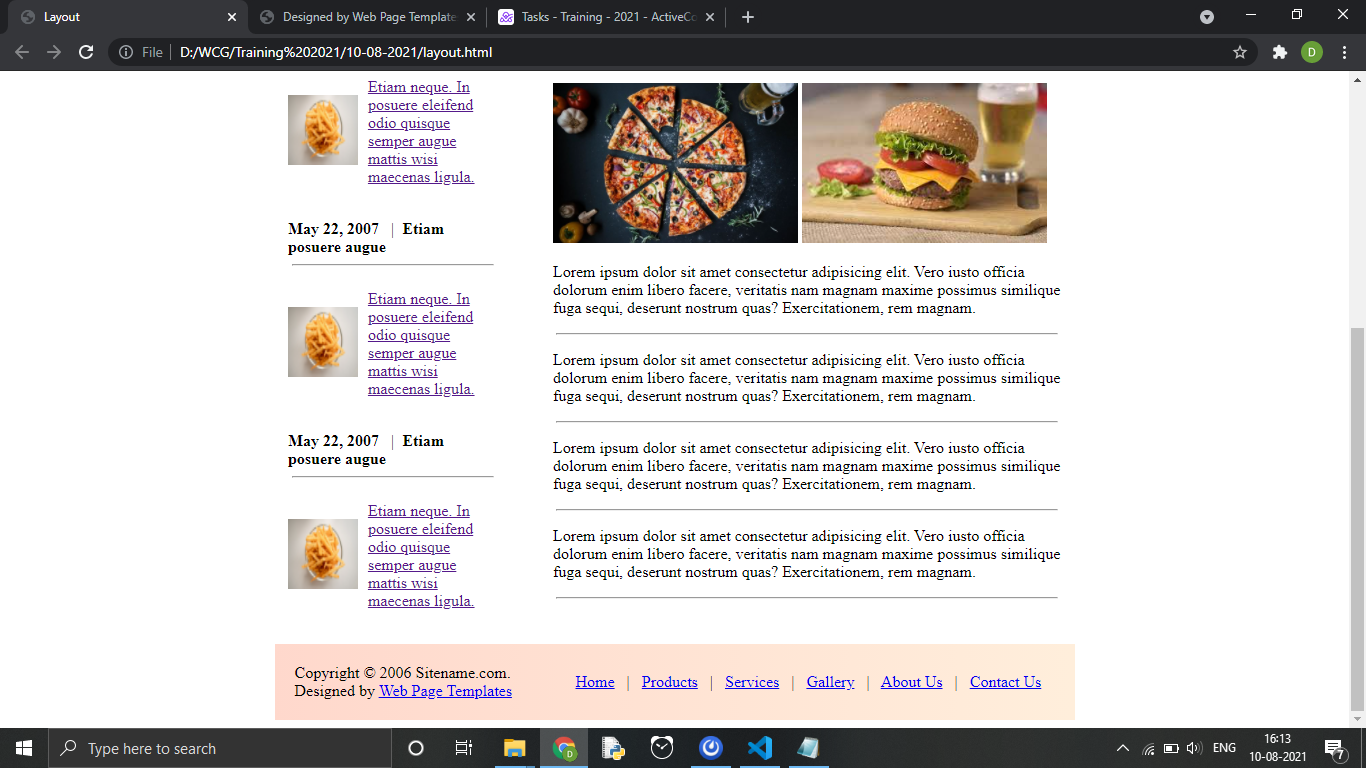 Layout
Designed by Web Page Template
Tasks - Training - 2021 - ActiveCo
File
D:/WCG/Training%202021/10-08-2021/layout.html
D
Etiam neque. In
posuere eleifend
odio quisque
semper augue
mattis wisi
maecenas ligula.
May 22, 2007 | Etiam
posuere augue
Etiam neque. In
posuere eleifend
odio quisque
semper augue
mattis wisi
maecenas ligula.
May 22, 2007 | Etiam
posuere augue
Etiam neque. In
posuere eleifend
odio quisque
semper augue
mattis wisi
maecenas ligula.
Lorem ipsum dolor sit amet consectetur adipisicing elit. Vero iusto officia
dolorum enim libero facere, veritatis nam magnam maxime possimus similique
fuga sequi, deserunt nostrum quas? Exercitationem, rem magnam.
Lorem ipsum dolor sit amet consectetur adipisicing elit. Vero iusto officia
dolorum enim libero facere, veritatis nam magnam maxime possimus similique
fuga sequi, deserunt nostrum quas? Exercitationem, rem magnam.
Lorem ipsum dolor sit amet consectetur adipisicing elit. Vero iusto officia
dolorum enim libero facere, veritatis nam magnam maxime possimus similique
fuga sequi, deserunt nostrum quas? Exercitationem, rem magnam.
Lorem ipsum dolor sit amet consectetur adipisicing elit. Vero iusto officia
dolorum enim libero facere, veritatis nam magnam maxime possimus similique
fuga sequi, deserunt nostrum quas? Exercitationem, rem magnam.
Copyright © 2006 Sitename.com.
Designed by Web Page Templates
Home | Products | Services | Gallery | About Us | Contact Us
Type here to search
D
ENG
16:13
10-08-2021
7